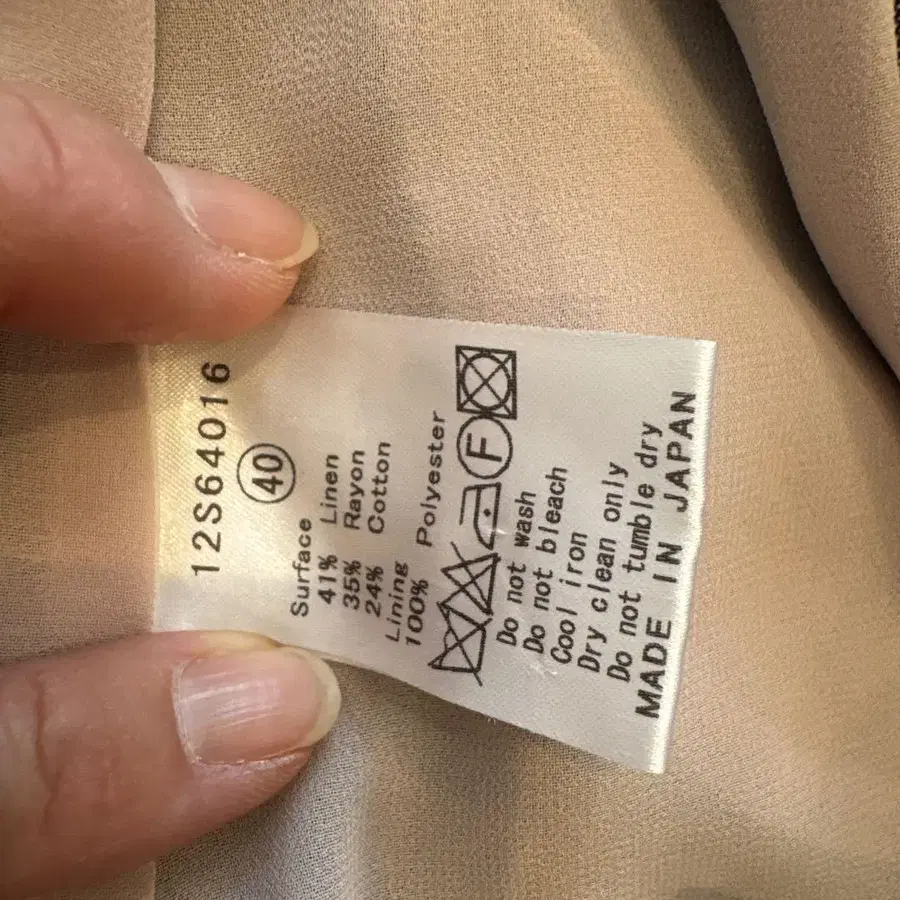 12S64016
40
Surface
41% Linen
35% Rayon
24% Cotton
Lining
100% Polyester
F
Do not wash
Do not bleach
Cool iron
Dry clean only
Do not tumble dry
MADE IN JAPAN